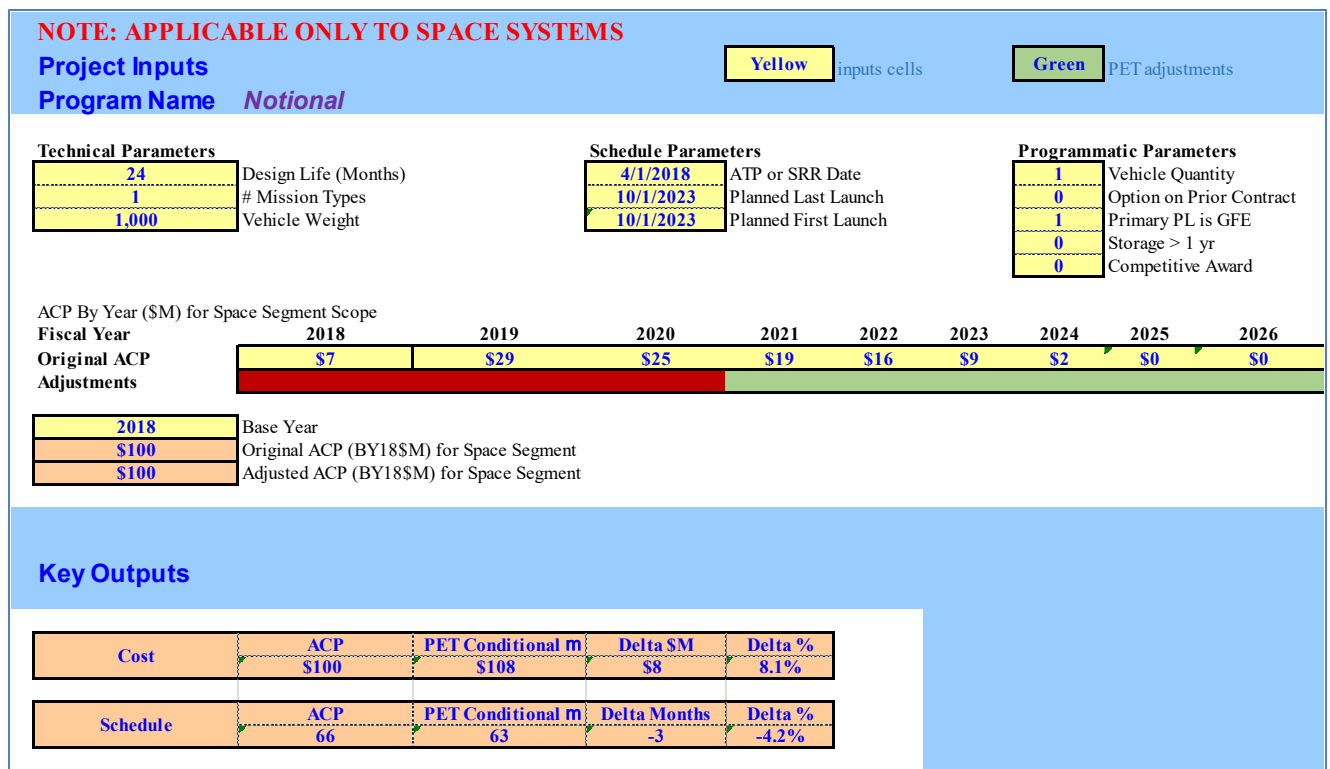 NOTE: APPLICABLE ONLY TO SPACE SYSTEMS
Project Inputs
Yellow inputs cells Green PET adjustments
Program Name Notional
Technical Parameters Schedule Parameters Programmatic Parameters
24 Design Life (Months) 4/1/2018 ATP or SRR Date 1 Vehicle Quantity
1 # Mission Types 10/1/2023 Planned Last Launch 0 Option on Prior Contract
1,000 Vehicle Weight 10/1/2023 Planned First Launch 1 Primary PL is GFE
0 Storage > 1 yr
0 Competitive Award
ACP By Year ($M) for Space Segment Scope
Fiscal Year 2018 2019 2020 2021 2022 2023 2024 2025 2026
Original ACP $7 $29 $25 $19 $16 $9 $2 $0 $0
Adjustments
2018 Base Year
$100 Original ACP (BY18$M) for Space Segment
$100 Adjusted ACP (BY18$M) for Space Segment
Key Outputs
Cost ACP PET Conditional m Delta $M Delta %
$100 $108 $8 8.1%
Schedule ACP PET Conditional m Delta Months Delta %
66 63 -3 -4.2%